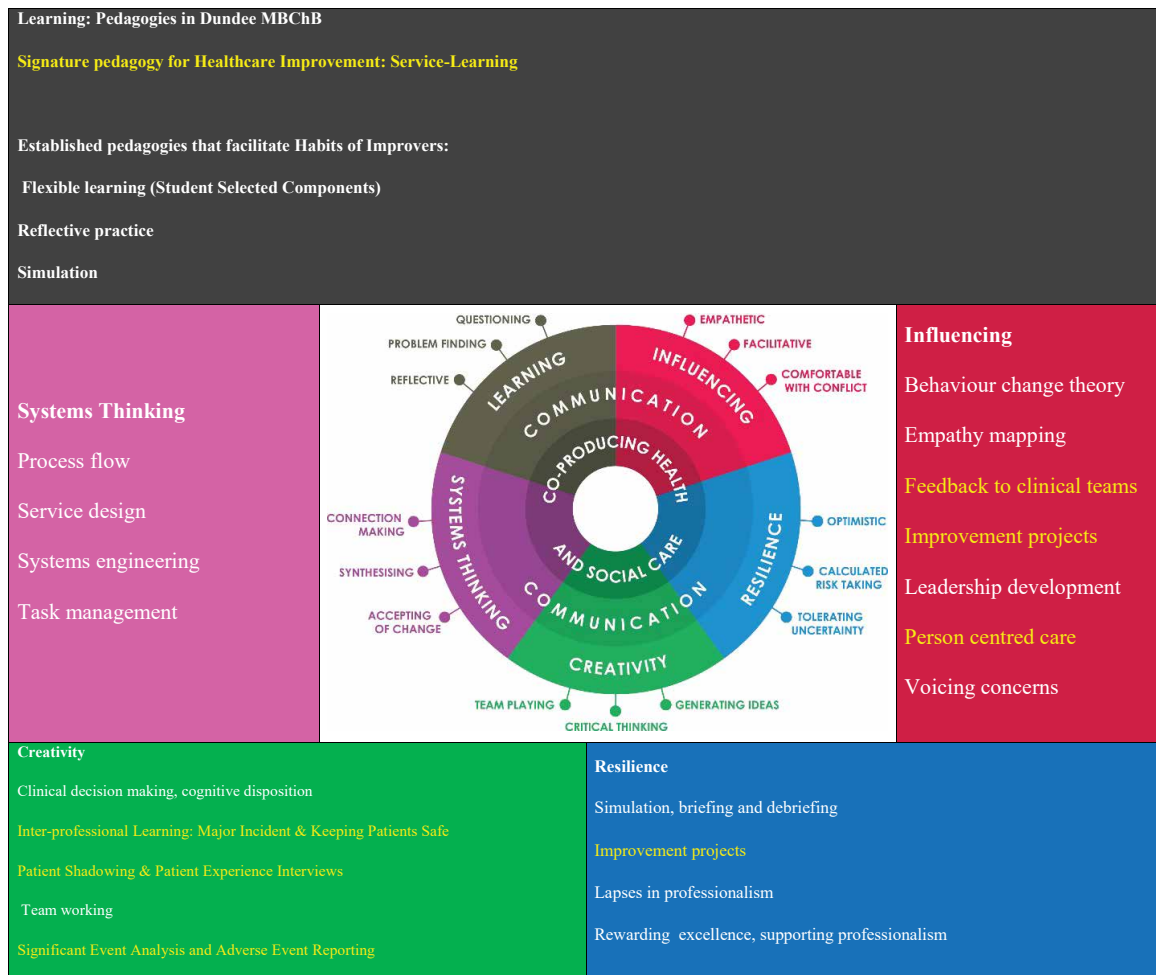 Learning: Pedagogies in Dundee MBChB
Signature pedagogy for Healthcare Improvement: Service-Learning
Established pedagogies that facilitate Habits of Improvers:
Flexible learning (Student Selected Components)
Reflective practice
Simulation
Systems Thinking
Process flow
Service design
Systems engineering
Task management
QUESTIONING
PROBLEM FINDING
REFLECTIVE
EMPATHETIC
FACILITATIVE
COMFORTABLE
WITH CONFLICT
LEARNING
INFLUENCING
COMMUNICATION
CO-PRODUCING HEALTH
AND SOCIAL CARE
SYSTEMS THINKING
RESILIENCE
COMMUNICATION
CREATIVITY
CONNECTION
MAKING
SYNTHESISING
ACCEPTING
OF CHANGE
OPTIMISTIC
CALCULATED
RISK TAKING
TOLERATING
UNCERTAINTY
TEAM PLAYING
CRITICAL THINKING
GENERATING IDEAS
Influencing
Behaviour change theory
Empathy mapping
Feedback to clinical teams
Improvement projects
Leadership development
Person centred care
Voicing concerns
Creativity
Clinical decision making, cognitive disposition
Inter-professional Learning: Major Incident & Keeping Patients Safe
Patient Shadowing & Patient Experience Interviews
Team working
Significant Event Analysis and Adverse Event Reporting
Resilience
Simulation, briefing and debriefing
Improvement projects
Lapses in professionalism
Rewarding excellence, supporting professionalism